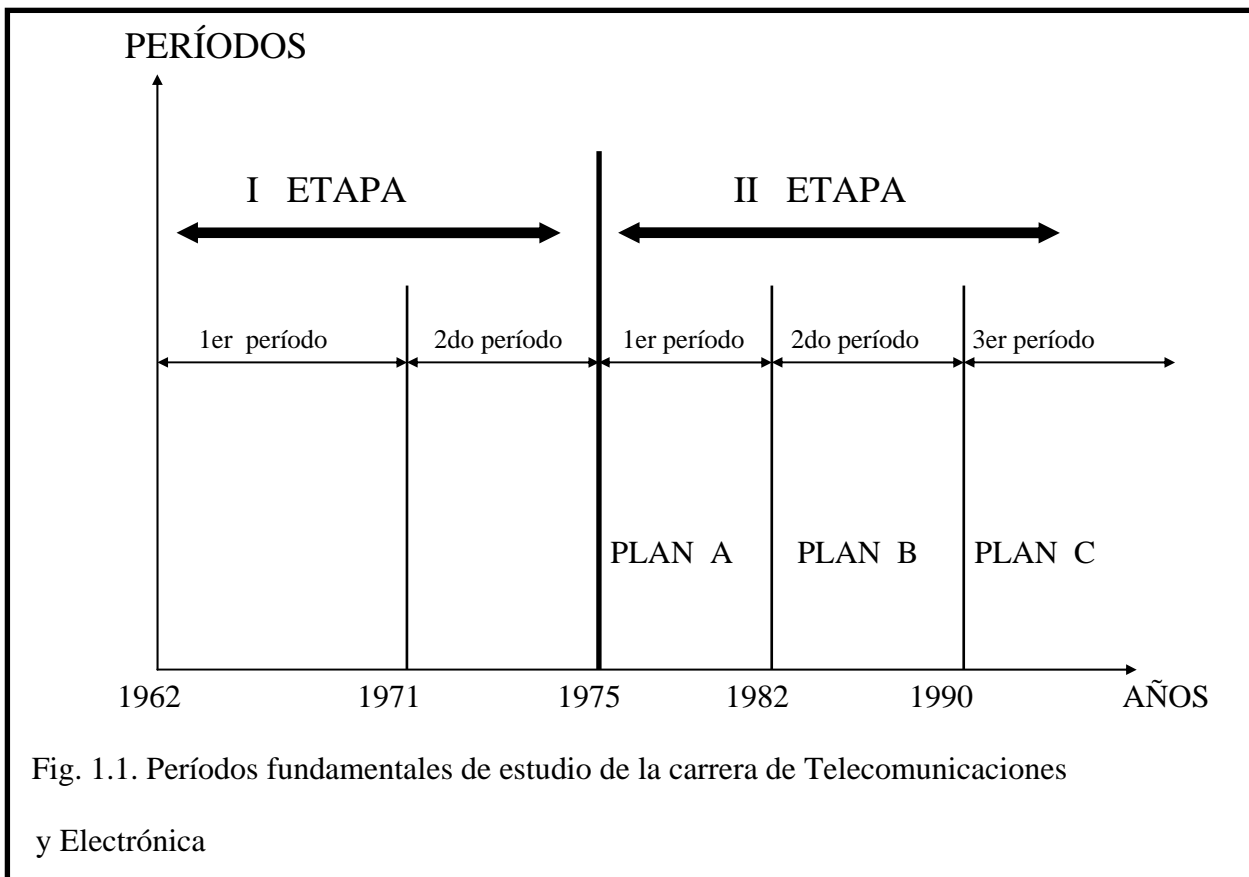 PERÍODOS
I ETAPA II ETAPA
1er período 2do período 1er período 2do período 3er período
PLAN A PLAN B PLAN C
1962 1971 1975 1982 1990 AÑOS
Fig. 1.1. Períodos fundamentales de estudio de la carrera de Telecomunicaciones
y Electrónica